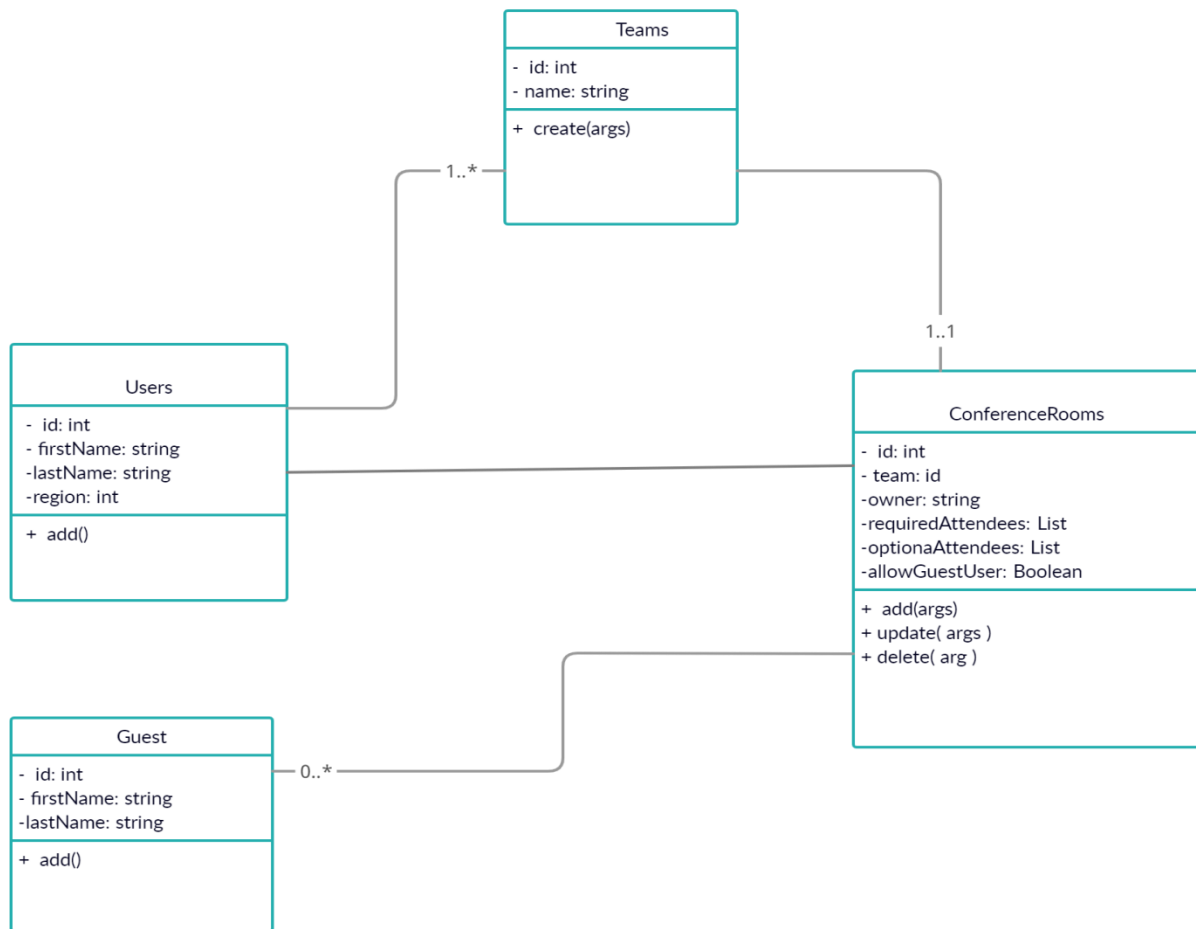 Teams
- id: int
- name: string
+ create(args)
1..*
1..1
Users
- id: int
- firstName: string
-lastName: string
-region: int
+ add()
ConferenceRooms
- id: int
- team: id
-owner: string
-requiredAttendees: List
-optionaAttendees: List
-allowGuestUser: Boolean
+ add(args)
+ update( args )
+ delete( arg )
Guest
- id: int
- firstName: string
-lastName: string
+ add()
0..*